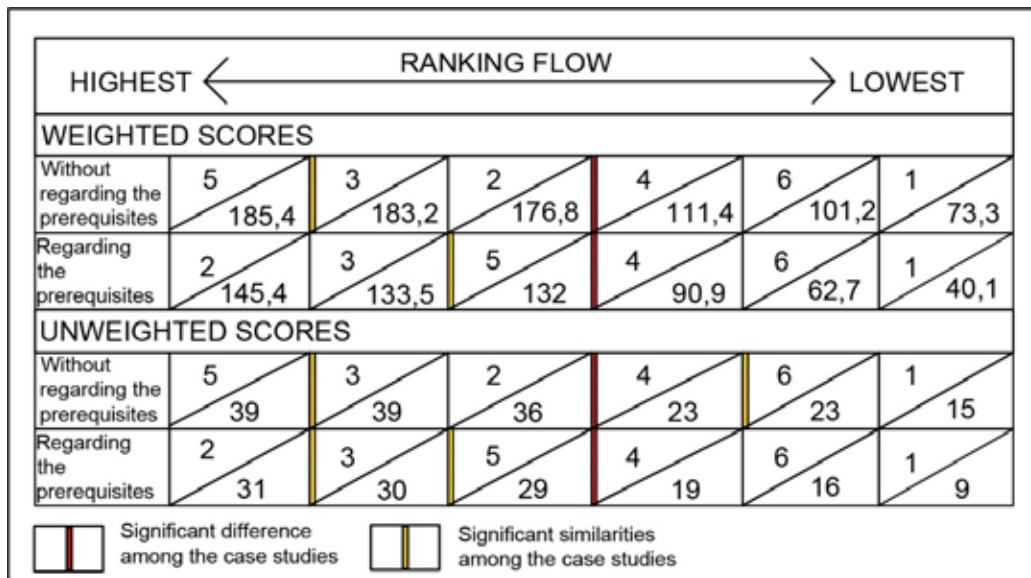 RANKING FLOW
HIGHEST LOWEST
WEIGHTED SCORES
Without
regarding the
prerequisites
5 3 2 4 6 1
185,4 183,2 176,8 111,4 101,2 73,3
Regarding
the
prerequisites
2 3 5 4 6 1
145,4 133,5 132 90,9 62,7 40,1
UNWEIGHTED SCORES
Without
regarding the
prerequisites
5 3 2 4 6 1
39 39 36 23 23 15
Regarding
the
prerequisites
2 3 5 4 6 1
31 30 29 19 16 9
Significant difference
among the case studies
Significant similarities
among the case studies